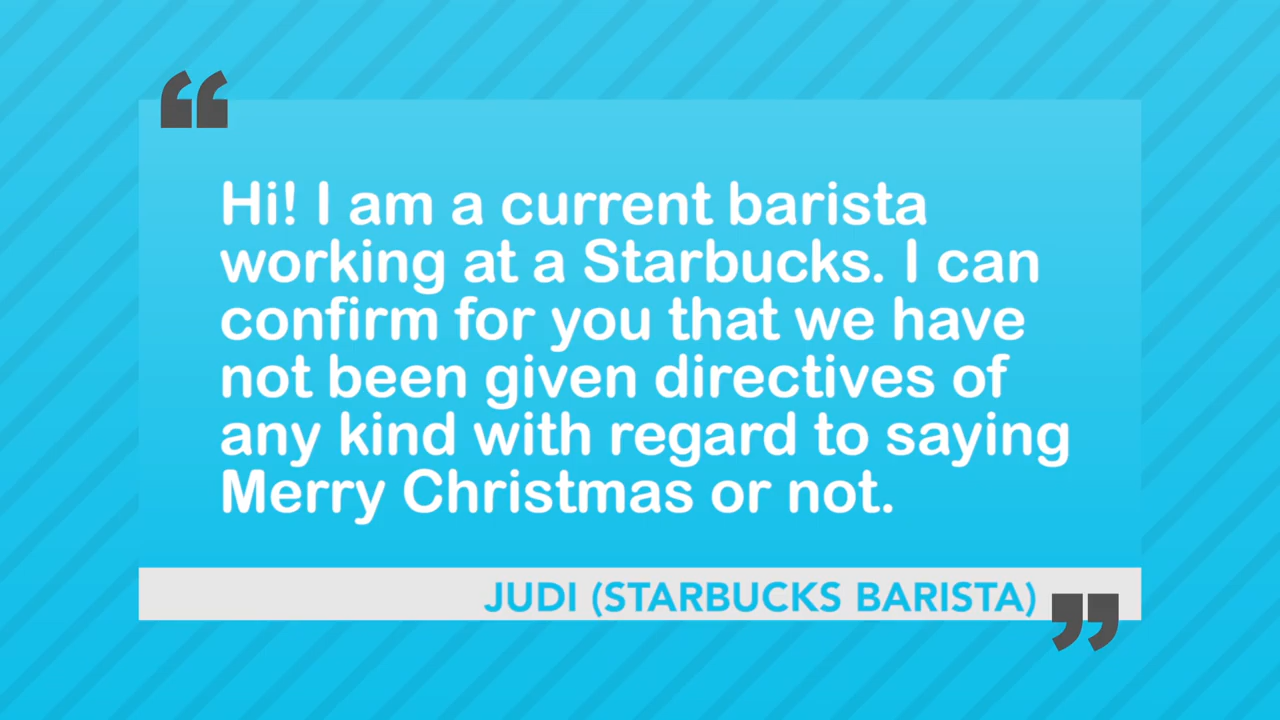 “
Hi! I am a current barista
working at a Starbucks. I can
confirm for you that we have
not been given directives of
any kind with regard to saying
Merry Christmas or not.
JUDI (STARBUCKS BARISTA)
”